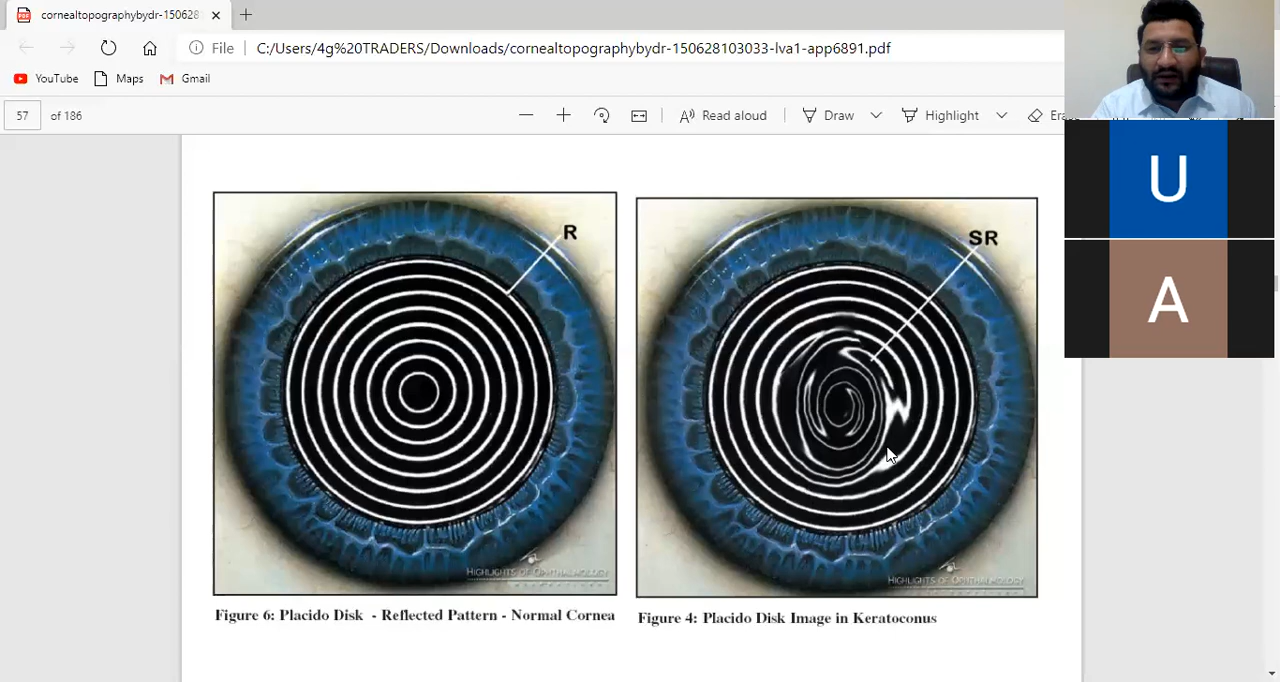 cornealtopographybydr-150628
File C:/Users/4g%20TRADERS/Downloads/cornealtopographybydr-150628103033-lva1-app6891.pdf
YouTube Maps Gmail
57 of 186 Read aloud Draw Highlight Era
R
SR
U
A
HIGHLIGHTS OF OPHTHALMOLOGY
HIGHLIGHTS OF OPHTHALMOLOGY
Figure 6: Placido Disk - Reflected Pattern - Normal Cornea
Figure 4: Placido Disk Image in Keratoconus